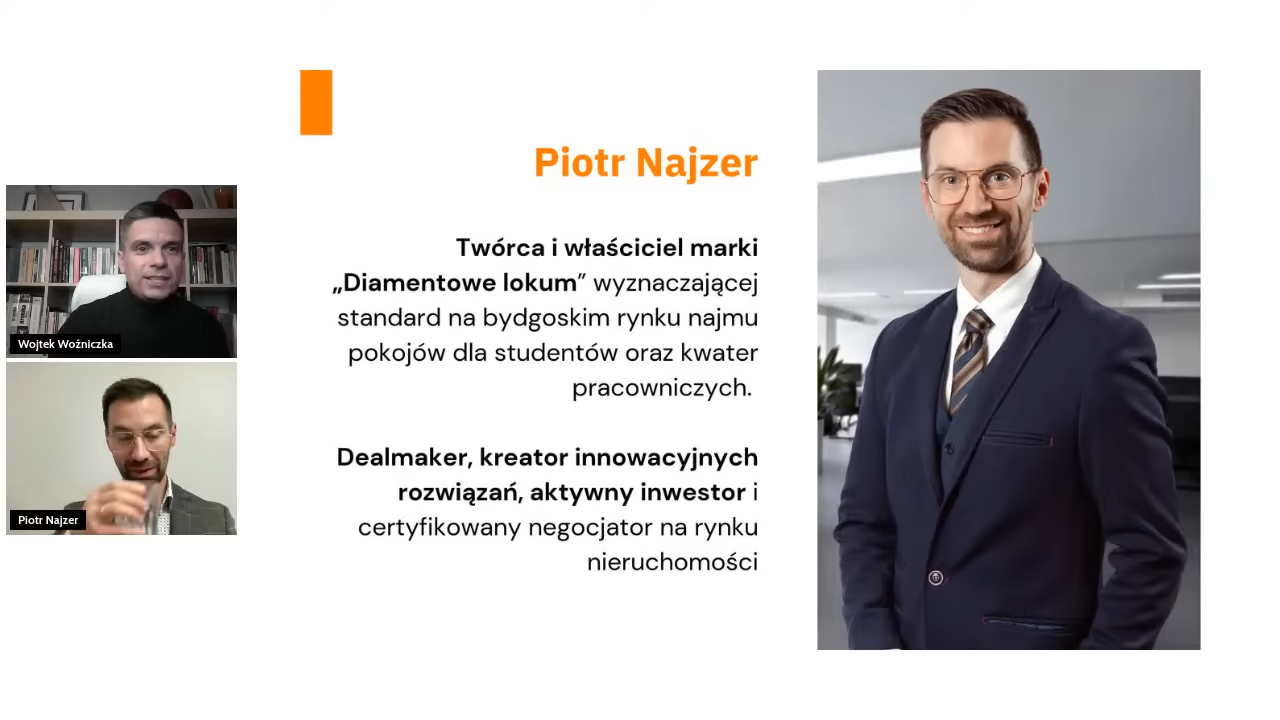 Piotr Najzer
Twórca i właściciel marki
„Diamentowe lokum” wyznaczającej
standard na bydgoskim rynku najmu
pokojów dla studentów oraz kwater
pracowniczych.
Dealmaker, kreator innowacyjnych
rozwiązań, aktywny inwestor i
certyfikowany negocjator na rynku
nieruchomości
Wojtek Woźniczka
Piotr Najzer